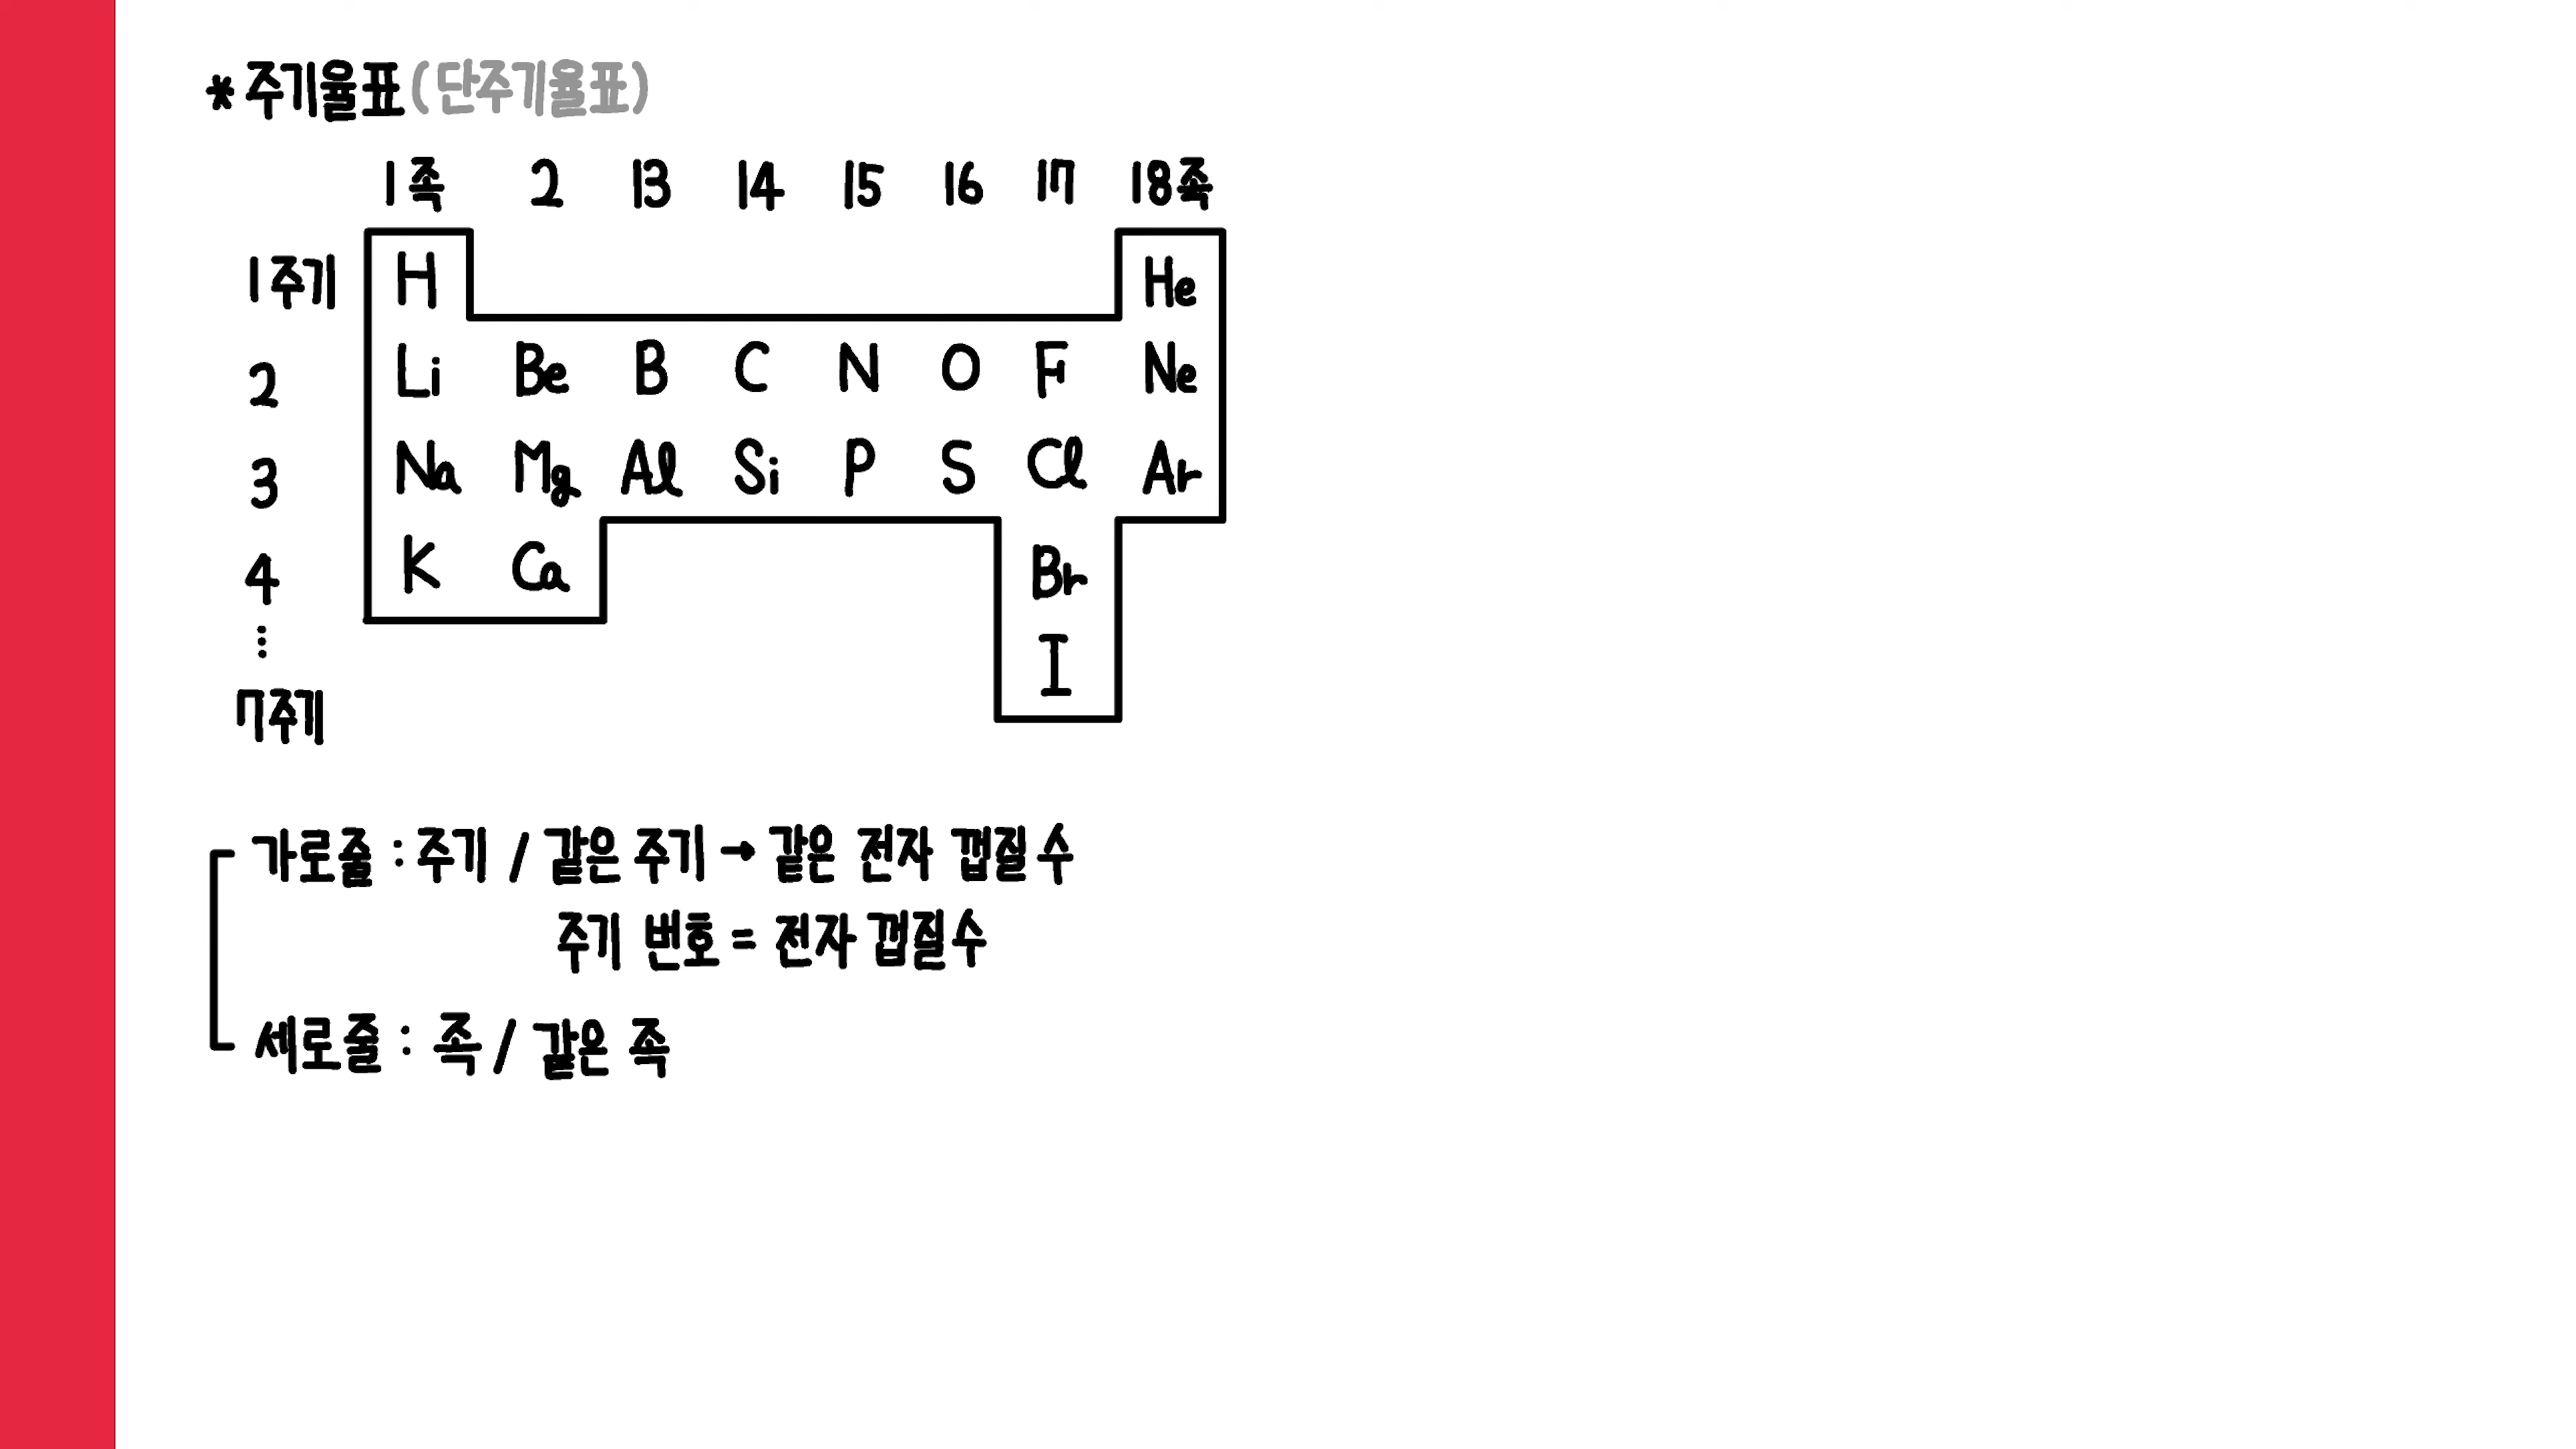 *주기율표(단주기율표)
1족 2 13 14 15 16 17 18족
1주기 H He
2 Li Be B C N O F Ne
3 Na Mg Al Si P S Cl Ar
4 K Ca Br
⋮ I
7주기
가로줄 : 주기 / 같은 주기 → 같은 전자 껍질 수
주기 번호 = 전자 껍질 수
세로줄 : 족 / 같은 족